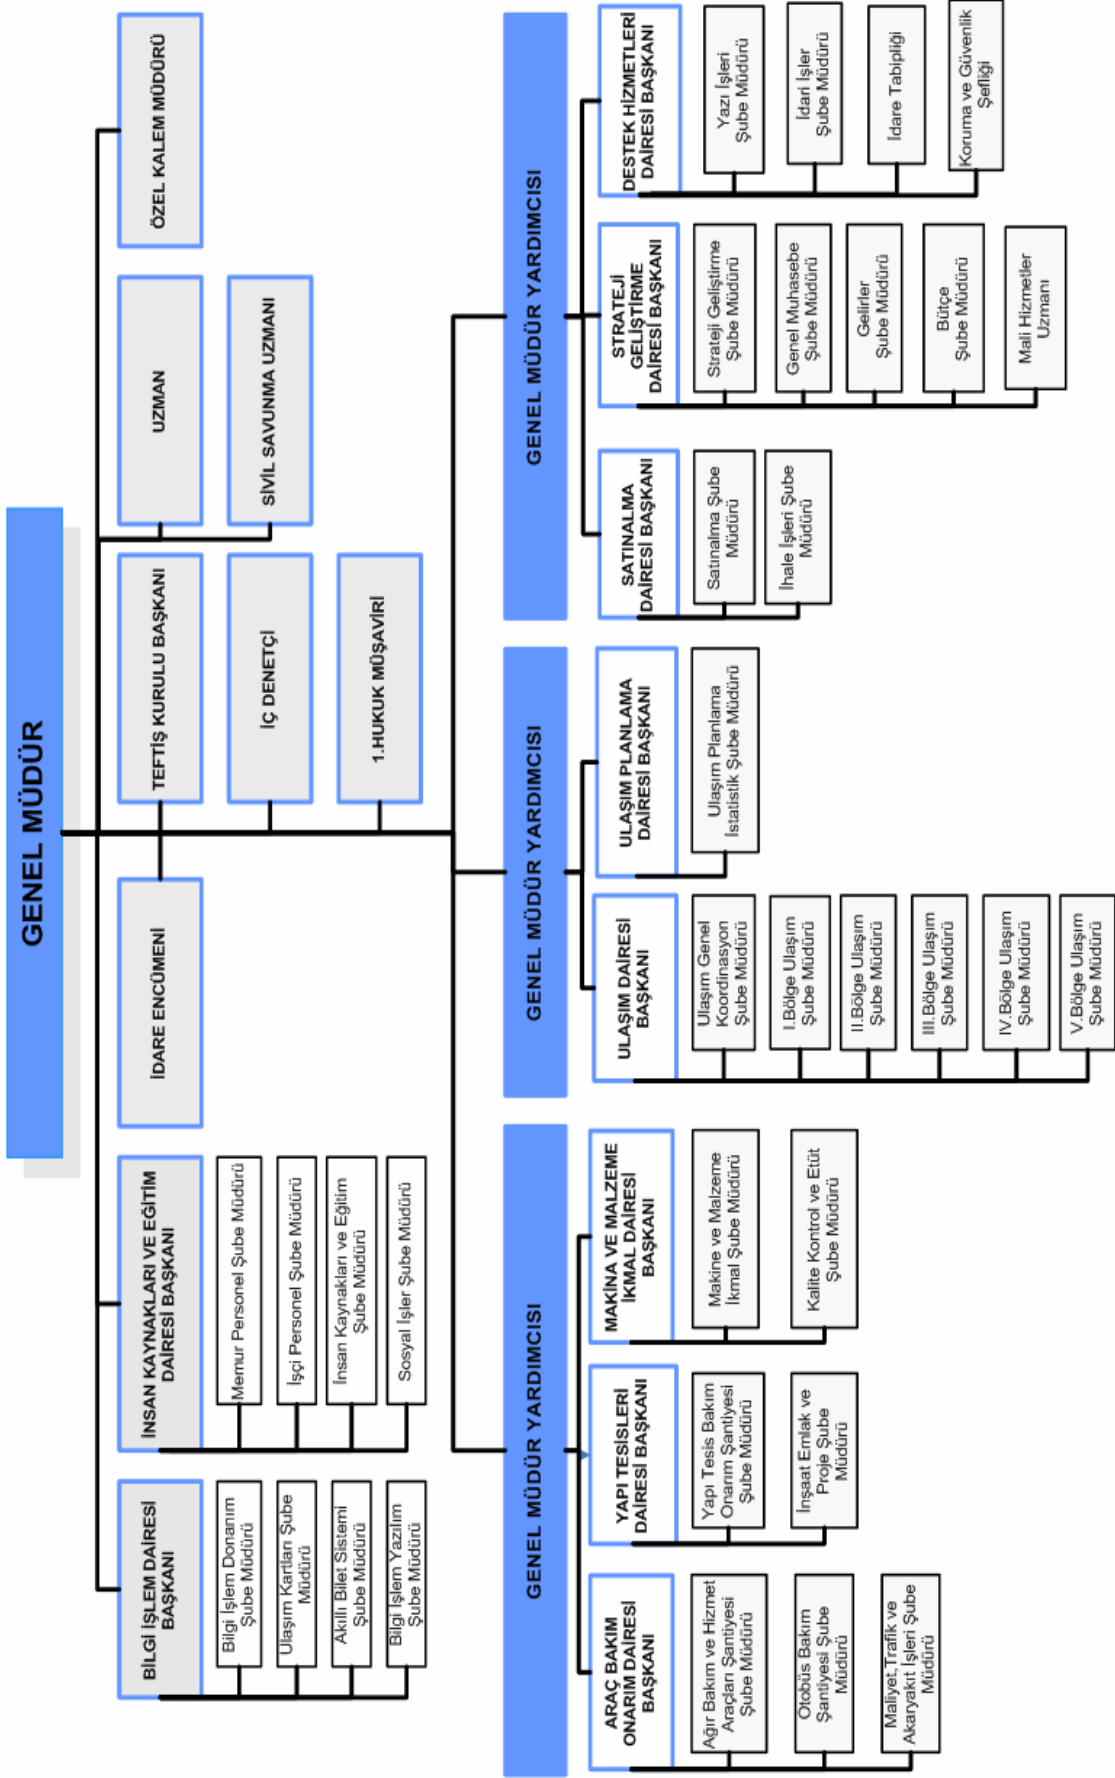 GENEL MÜDÜR
BİLGİ İŞLEM DAİRESİ
BAŞKANI
Bilgi İşlem Donanım
Şube Müdürü
Ulaşım Kartları Şube
Müdürü
Akıllı Bilet Sistemi
Şube Müdürü
Bilgi İşlem Yazılım
Şube Müdürü
İNSAN KAYNAKLARI VE EĞİTİM
DAİRESİ BAŞKANI
Memur Personel Şube Müdürü
İşçi Personel Şube Müdürü
İnsan Kaynakları ve Eğitim
Şube Müdürü
Sosyal İşler Şube Müdürü
İDARE ENCÜMENİ
TEFTİŞ KURULU BAŞKANI
İÇ DENETÇİ
1.HUKUK MÜŞAVİRİ
UZMAN
SİVİL SAVUNMA UZMANI
ÖZEL KALEM MÜDÜRÜ
GENEL MÜDÜR YARDIMCISI
ARAÇ BAKIM
ONARIM DAİRESİ
BAŞKANI
Ağır Bakım ve Hizmet
Araçları Şantiyesi
Şube Müdürü
Otobüs Bakım
Şantiyesi Şube
Müdürü
Maliyet,Trafik ve
Akaryakıt İşleri Şube
Müdürü
YAPI TESİSLERİ
DAİRESİ BAŞKANI
Yapı Tesis Bakım
Onarım Şantiyesi
Şube Müdürü
İnşaat Emlak ve
Proje Şube
Müdürü
MAKİNA VE MALZEME
İKMAL DAİRESİ
BAŞKANI
Makine ve Malzeme
İkmal Şube Müdürü
Kalite Kontrol ve Etüt
Şube Müdürü
GENEL MÜDÜR YARDIMCISI
ULAŞIM DAİRESİ
BAŞKANI
Ulaşım Genel
Koordinasyon
Şube Müdürü
I.Bölge Ulaşım
Şube Müdürü
II.Bölge Ulaşım
Şube Müdürü
III.Bölge Ulaşım
Şube Müdürü
IV.Bölge Ulaşım
Şube Müdürü
V.Bölge Ulaşım
Şube Müdürü
ULAŞIM PLANLAMA
DAİRESİ BAŞKANI
Ulaşım Planlama
İstatistik Şube Müdürü
GENEL MÜDÜR YARDIMCISI
SATINALMA
DAİRESİ BAŞKANI
Satınalma Şube
Müdürü
İhale İşleri Şube
Müdürü
STRATEJİ
GELİŞTİRME
DAİRESİ BAŞKANI
Strateji Geliştirme
Şube Müdürü
Genel Muhasebe
Şube Müdürü
Gelirler
Şube Müdürü
Bütçe
Şube Müdürü
Mali Hizmetler
Uzmanı
DESTEK HİZMETLERİ
DAİRESİ BAŞKANI
Yazı İşleri
Şube Müdürü
İdari İşler
Şube Müdürü
İdare Tabipliği
Koruma ve Güvenlik
Şefliği